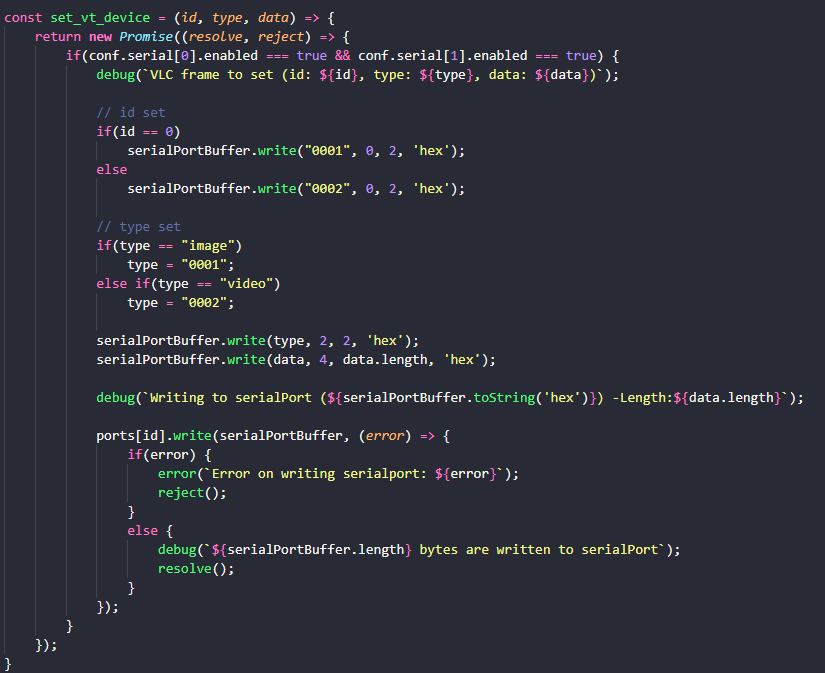 const set_vt_device = (id, type, data) => {
return new Promise((resolve, reject) => {
if(conf.serial[0].enabled === true && conf.serial[1].enabled === true) {
debug(`VLC frame to set (id: ${id}, type: ${type}, data: ${data})`);
// id set
if(id == 0)
serialPortBuffer.write("0001", 0, 2, 'hex');
else
serialPortBuffer.write("0002", 0, 2, 'hex');
// type set
if(type == "image")
type = "0001";
else if(type == "video")
type = "0002";
serialPortBuffer.write(type, 2, 2, 'hex');
serialPortBuffer.write(data, 4, data.length, 'hex');
debug(`Writing to serialPort (${serialPortBuffer.toString('hex')}) -Length:${data.length}`);
ports[id].write(serialPortBuffer, (error) => {
if(error) {
error(`Error on writing serialport: ${error}`);
reject();
}
else {
debug(`${serialPortBuffer.length} bytes are written to serialPort`);
resolve();
}
});
}
});
}